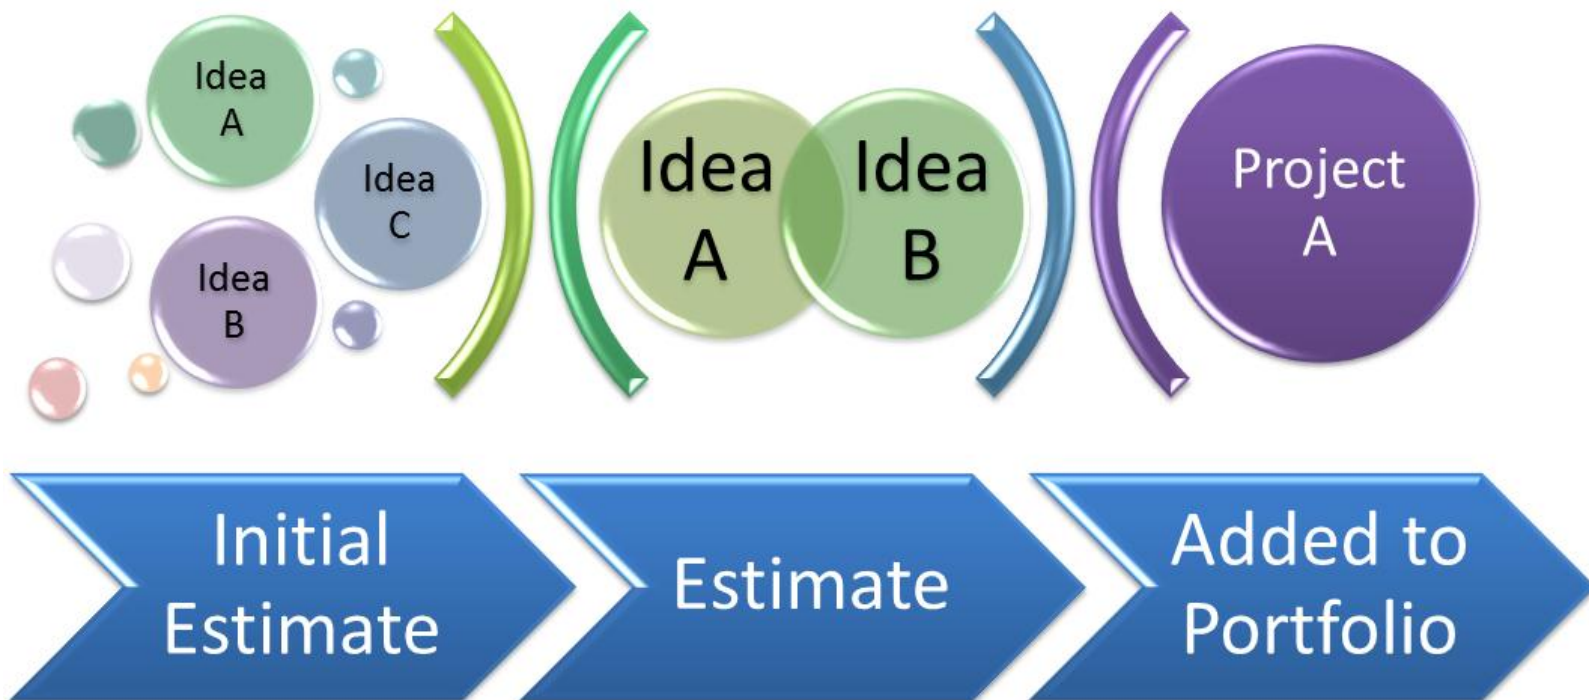 Idea
A
Idea
C
Idea
B
Idea
A
Idea
B
Project
A
Initial
Estimate
Estimate
Added to
Portfolio